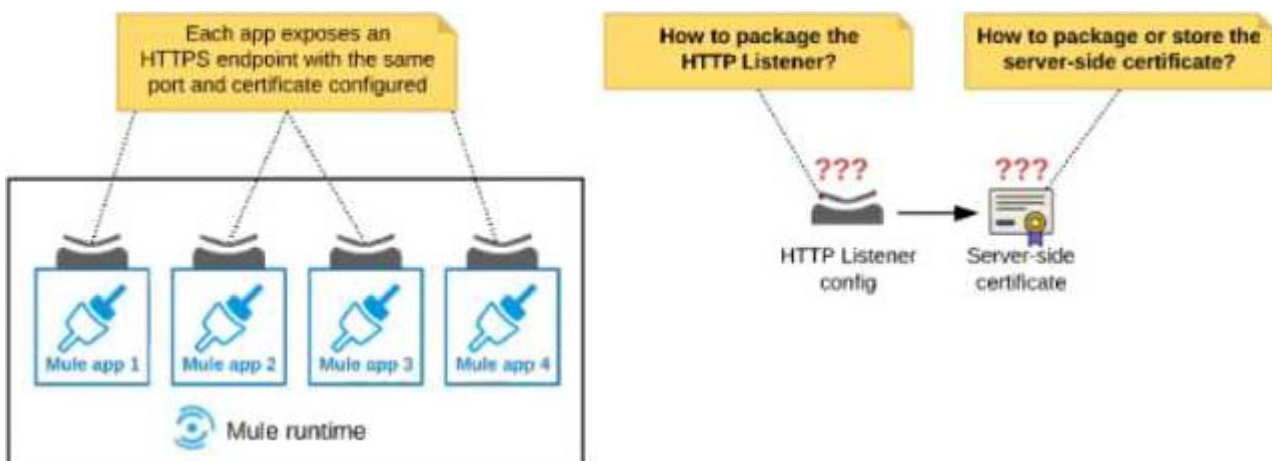 Each app exposes an
HTTPS endpoint with the same
port and certificate configured
How to package the
HTTP Listener?
How to package or store the
server-side certificate?
???
???
HTTP Listener
config
Server-side
certificate
Mule app 1
Mule app 2
Mule app 3
Mule app 4
Mule runtime